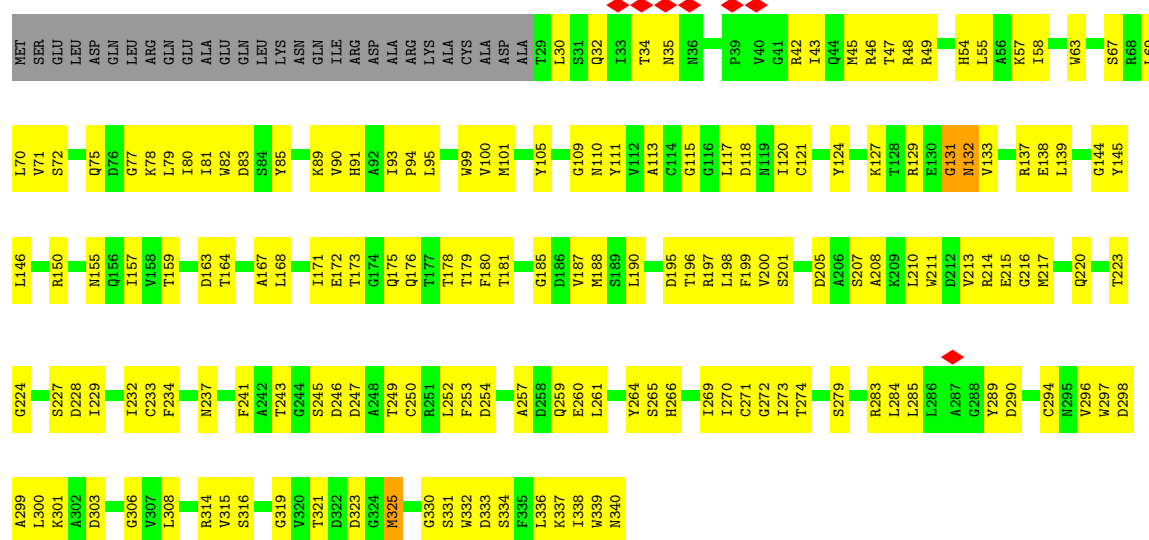 MET SER GLU LEU ASP GLN LEU ARG GLN GLU ALA GLU GLN LEU LYS ASN GLN ILE ARG ASP ALA ARG LYS ALA CYS ALA ASP ALA T29 L30 S31 Q32 I33 T34 N35 N36 P39 V40 G41 R42 I43 Q44 M45 R46 T47 R48 R49 H54 L55 A56 K57 I58 W63 S67 R68 L69
L70 V71 S72 Q75 D76 G77 K78 L79 I80 I81 W82 D83 S84 Y85 K89 V90 H91 A92 I93 P94 L95 W99 V100 M101 Y105 G109 N110 Y111 V112 A113 C114 G115 G116 L117 D118 N119 I120 C121 Y124 K127 T128 R129 E130 G131 N132 V133 R137 E138 L139 G144 Y145
L146 R150 N155 Q156 I157 V158 T159 D163 T164 A167 L168 I171 E172 T173 G174 Q175 Q176 T177 T178 T179 F180 T181 G185 D186 V187 M188 S189 L190 D195 T196 R197 L198 F199 V200 S201 D205 A206 S207 A208 K209 L210 W211 D212 V213 R214 E215 G216 M217 Q220 T223
G224 S227 D228 I229 I232 C233 F234 N237 F241 A242 T243 G244 S245 D246 D247 A248 T249 C250 R251 L252 F253 D254 A257 D258 Q259 E260 L261 Y264 S265 H266 I269 I270 C271 G272 I273 T274 S279 R283 L284 L285 L286 A287 G288 Y289 D290 C294 N295 V296 W297 D298
A299 L300 K301 A302 D303 G306 V307 L308 R314 V315 S316 G319 V320 T321 D322 D323 G324 M325 G330 S331 W332 D333 S334 F335 L336 K337 I338 W339 N340